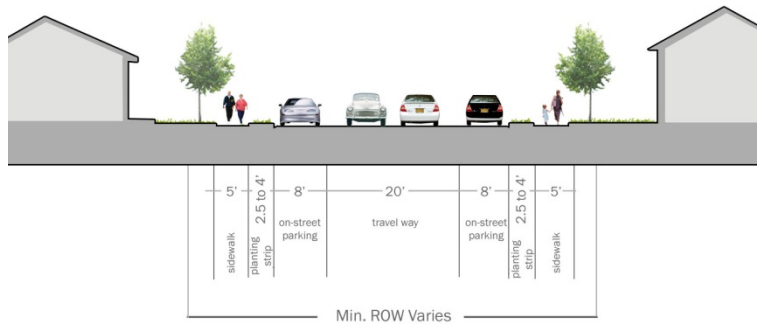 5'
2.5 to 4'
8'
20'
8'
2.5 to 4'
5'
sidewalk
planting
strip
on-street
parking
travel way
on-street
parking
planting
strip
sidewalk
Min. ROW Varies